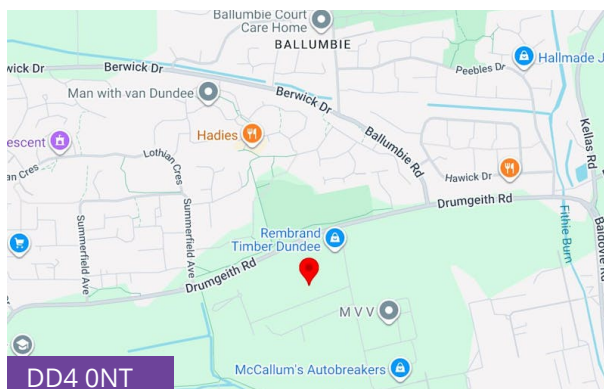 Ballumbie Court
Care Home
BALLUMBIE
wick Dr
Berwick Dr
Peebles Dr
Hallmade J
Man with van Dundee
Berwick Dr
Hadies
Ballumbie Rd
Kellas Rd
escent
Lothian
Cres
an Cres
Hawick Dr
Drumgeith Rd
Summerfield Ave
Summerfield Ave
Rembrand
Timber Dundee
Fithie Burn
Baldovie
Drumgeith Rd
M V V
McCallum's Autobreakers
DD4 0NT